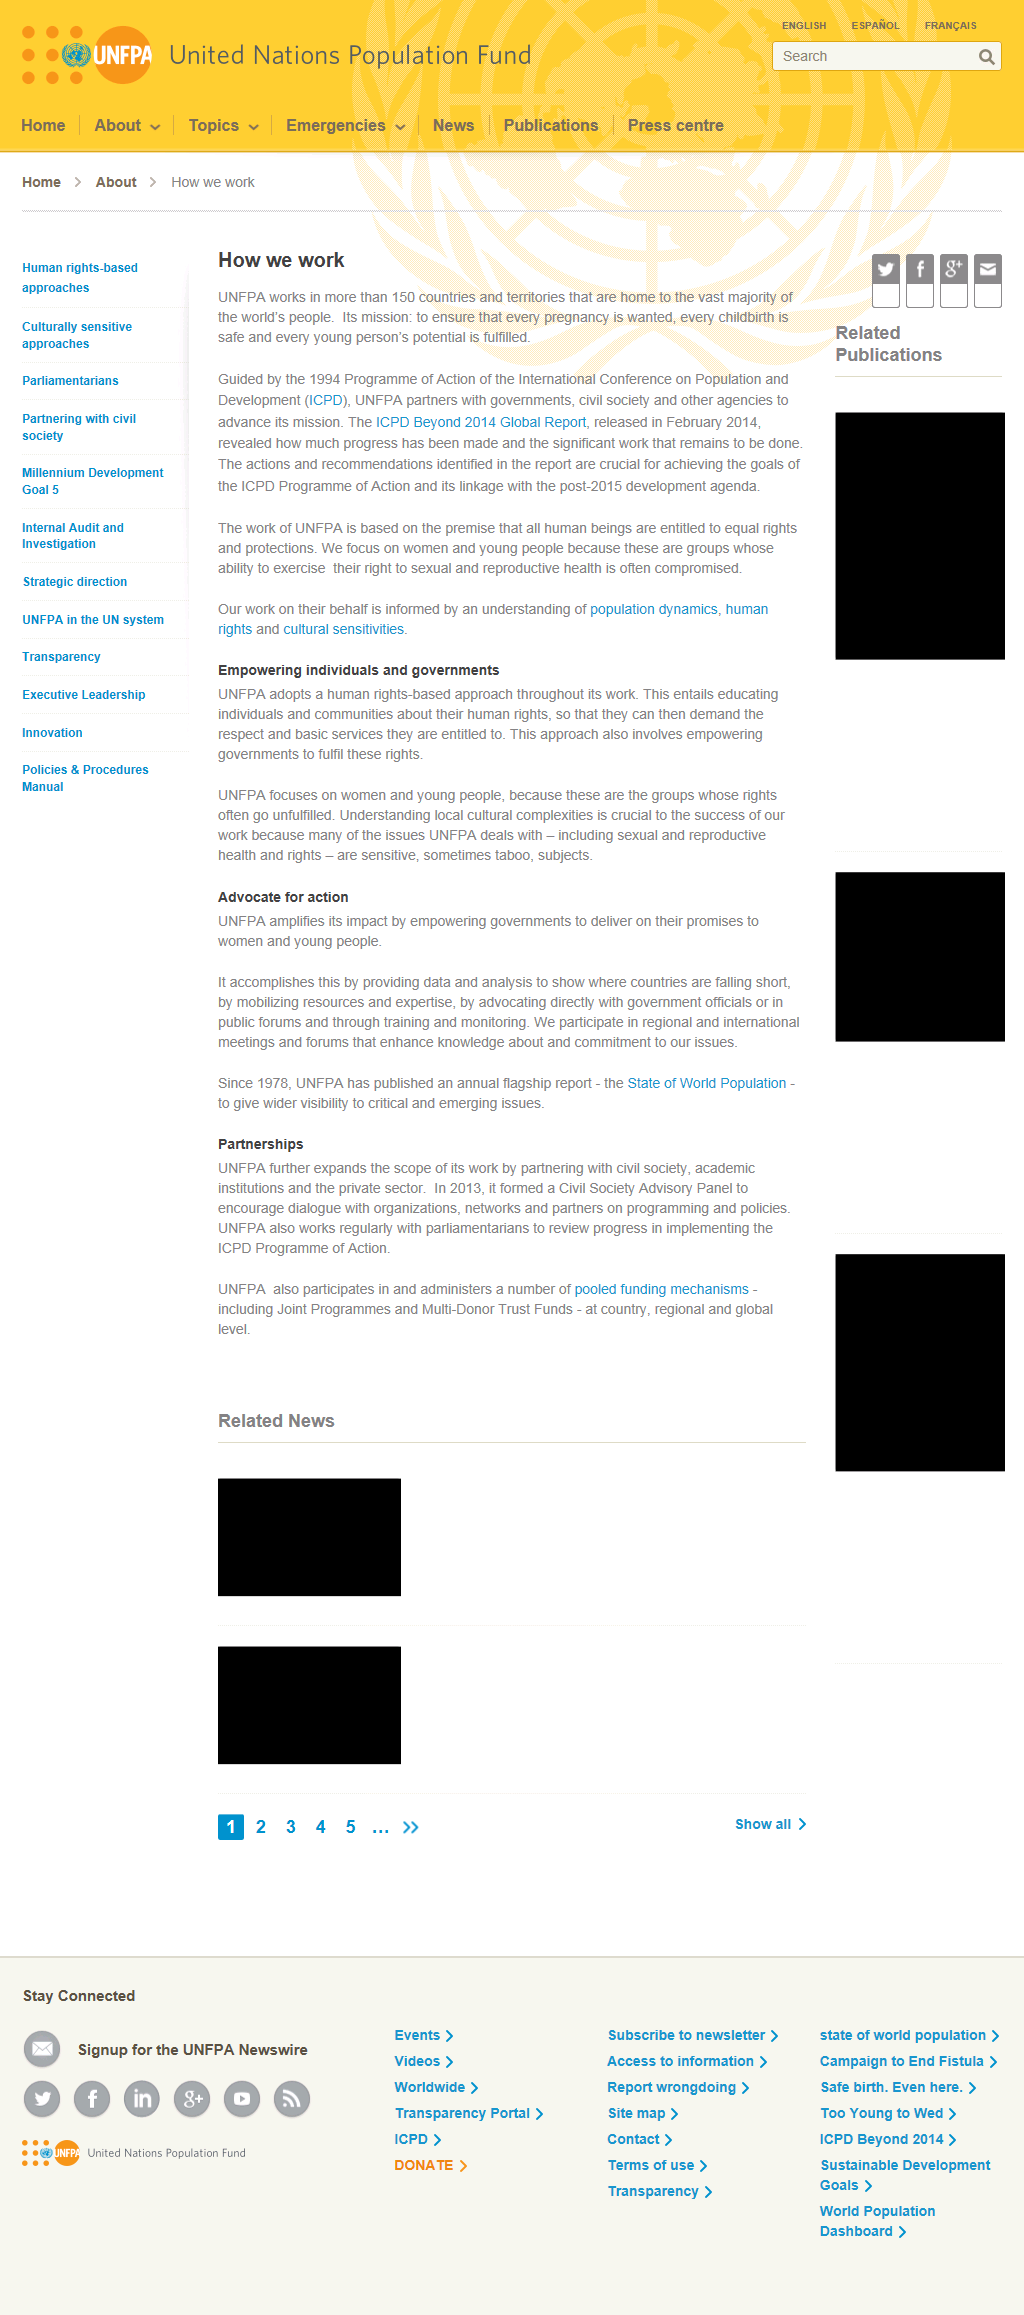 ENGLISH ESPAÑOL FRANÇAIS
UNFPA United Nations Population Fund
Search
Home About Topics Emergencies News Publications Press centre
Home About How we work
Human rights-based
approaches
Culturally sensitive
approaches
Parliamentarians
Partnering with civil
society
Millennium Development
Goal 5
Internal Audit and
Investigation
Strategic direction
UNFPA in the UN system
Transparency
Executive Leadership
Innovation
Policies & Procedures
Manual
How we work
UNFPA works in more than 150 countries and territories that are home to the vast majority of
the world's people. Its mission: to ensure that every pregnancy is wanted, every childbirth is
safe and every young person's potential is fulfilled.
Guided by the 1994 Programme of Action of the International Conference on Population and
Development (ICPD), UNFPA partners with governments, civil society and other agencies to
advance its mission. The ICPD Beyond 2014 Global Report, released in February 2014,
revealed how much progress has been made and the significant work that remains to be done.
The actions and recommendations identified in the report are crucial for achieving the goals of
the ICPD Programme of Action and its linkage with the post-2015 development agenda.
The work of UNFPA is based on the premise that all human beings are entitled to equal rights
and protections. We focus on women and young people because these are groups whose
ability to exercise their right to sexual and reproductive health is often compromised.
Our work on their behalf is informed by an understanding of population dynamics, human
rights and cultural sensitivities.
Empowering individuals and governments
UNFPA adopts a human rights-based approach throughout its work. This entails educating
individuals and communities about their human rights, so that they can then demand the
respect and basic services they are entitled to. This approach also involves empowering
governments to fulfil these rights.
UNFPA focuses on women and young people, because these are the groups whose rights
often go unfulfilled. Understanding local cultural complexities is crucial to the success of our
work because many of the issues UNFPA deals with – including sexual and reproductive
health and rights – are sensitive, sometimes taboo, subjects.
Advocate for action
UNFPA amplifies its impact by empowering governments to deliver on their promises to
women and young people.
It accomplishes this by providing data and analysis to show where countries are falling short,
by mobilizing resources and expertise, by advocating directly with government officials or in
public forums and through training and monitoring. We participate in regional and international
meetings and forums that enhance knowledge about and commitment to our issues.
Since 1978, UNFPA has published an annual flagship report - the State of World Population -
to give wider visibility to critical and emerging issues.
Partnerships
UNFPA further expands the scope of its work by partnering with civil society, academic
institutions and the private sector. In 2013, it formed a Civil Society Advisory Panel to
encourage dialogue with organizations, networks and partners on programming and policies.
UNFPA also works regularly with parliamentarians to review progress in implementing the
ICPD Programme of Action.
UNFPA also participates in and administers a number of pooled funding mechanisms -
including Joint Programmes and Multi-Donor Trust Funds - at country, regional and global
level.
Related
Publications
Related News
1 2 3 4 5 ... >>
Show all
Stay Connected
Signup for the UNFPA Newswire
UNFPA United Nations Population Fund
Events
Videos
Worldwide
Transparency Portal
ICPD
DONATE
Subscribe to newsletter
Access to information
Report wrongdoing
Site map
Contact
Terms of use
Transparency
state of world population
Campaign to End Fistula
Safe birth. Even here.
Too Young to Wed
ICPD Beyond 2014
Sustainable Development
Goals
World Population
Dashboard